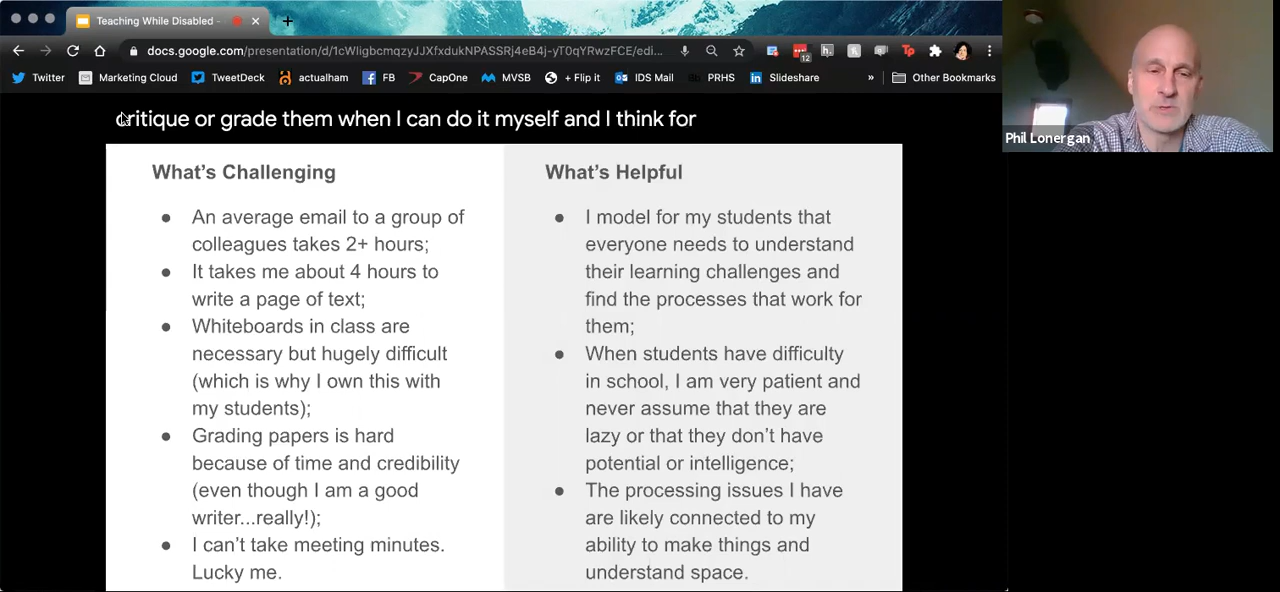 Teaching While Disabled -
docs.google.com/presentation/d/1cWligbcmqzyJJXfxdukNPASSRj4eB4j-yT0qYRwzFCE/edi...
12
Tp
Twitter
Marketing Cloud
TweetDeck
actualham
FB
CapOne
MVSB
+ Flip it
IDS Mail
PRHS
Slideshare
»
Other Bookmarks
critique or grade them when I can do it myself and I think for
Phil Lonergan
What's Challenging
● An average email to a group of
colleagues takes 2+ hours;
● It takes me about 4 hours to
write a page of text;
● Whiteboards in class are
necessary but hugely difficult
(which is why I own this with
my students);
● Grading papers is hard
because of time and credibility
(even though I am a good
writer...really!);
● I can't take meeting minutes.
Lucky me.
What's Helpful
● I model for my students that
everyone needs to understand
their learning challenges and
find the processes that work for
them;
● When students have difficulty
in school, I am very patient and
never assume that they are
lazy or that they don't have
potential or intelligence;
● The processing issues I have
are likely connected to my
ability to make things and
understand space.